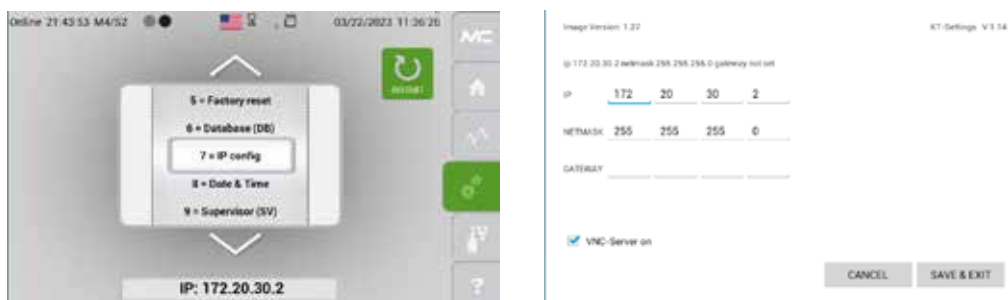 Online 21:43:53 M4/S2 03/22/2023 11:36:26
MC
RESTART
5 = Factory reset
6 = Database (DB)
7 = IP config
8 = Date & Time
9 = Supervisor (SV)
IP: 172.20.30.2
?
Image Version: 1.27 KT-Settings V1.14
ip 172.20.30.2 netmask 255.255.255.0 gateway not set
IP 172 20 30 2
NETMASK 255 255 255 0
GATEWAY
VNC-Server on
CANCEL SAVE & EXIT